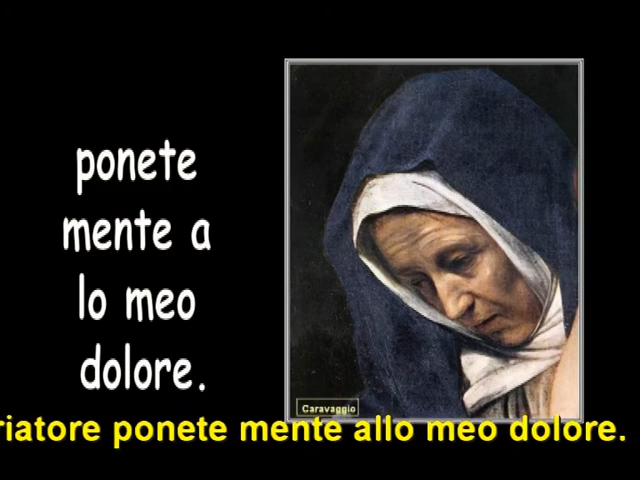 ponete
mente a
lo meo
dolore.
Caravaggio
riatore ponete mente allo meo dolore.